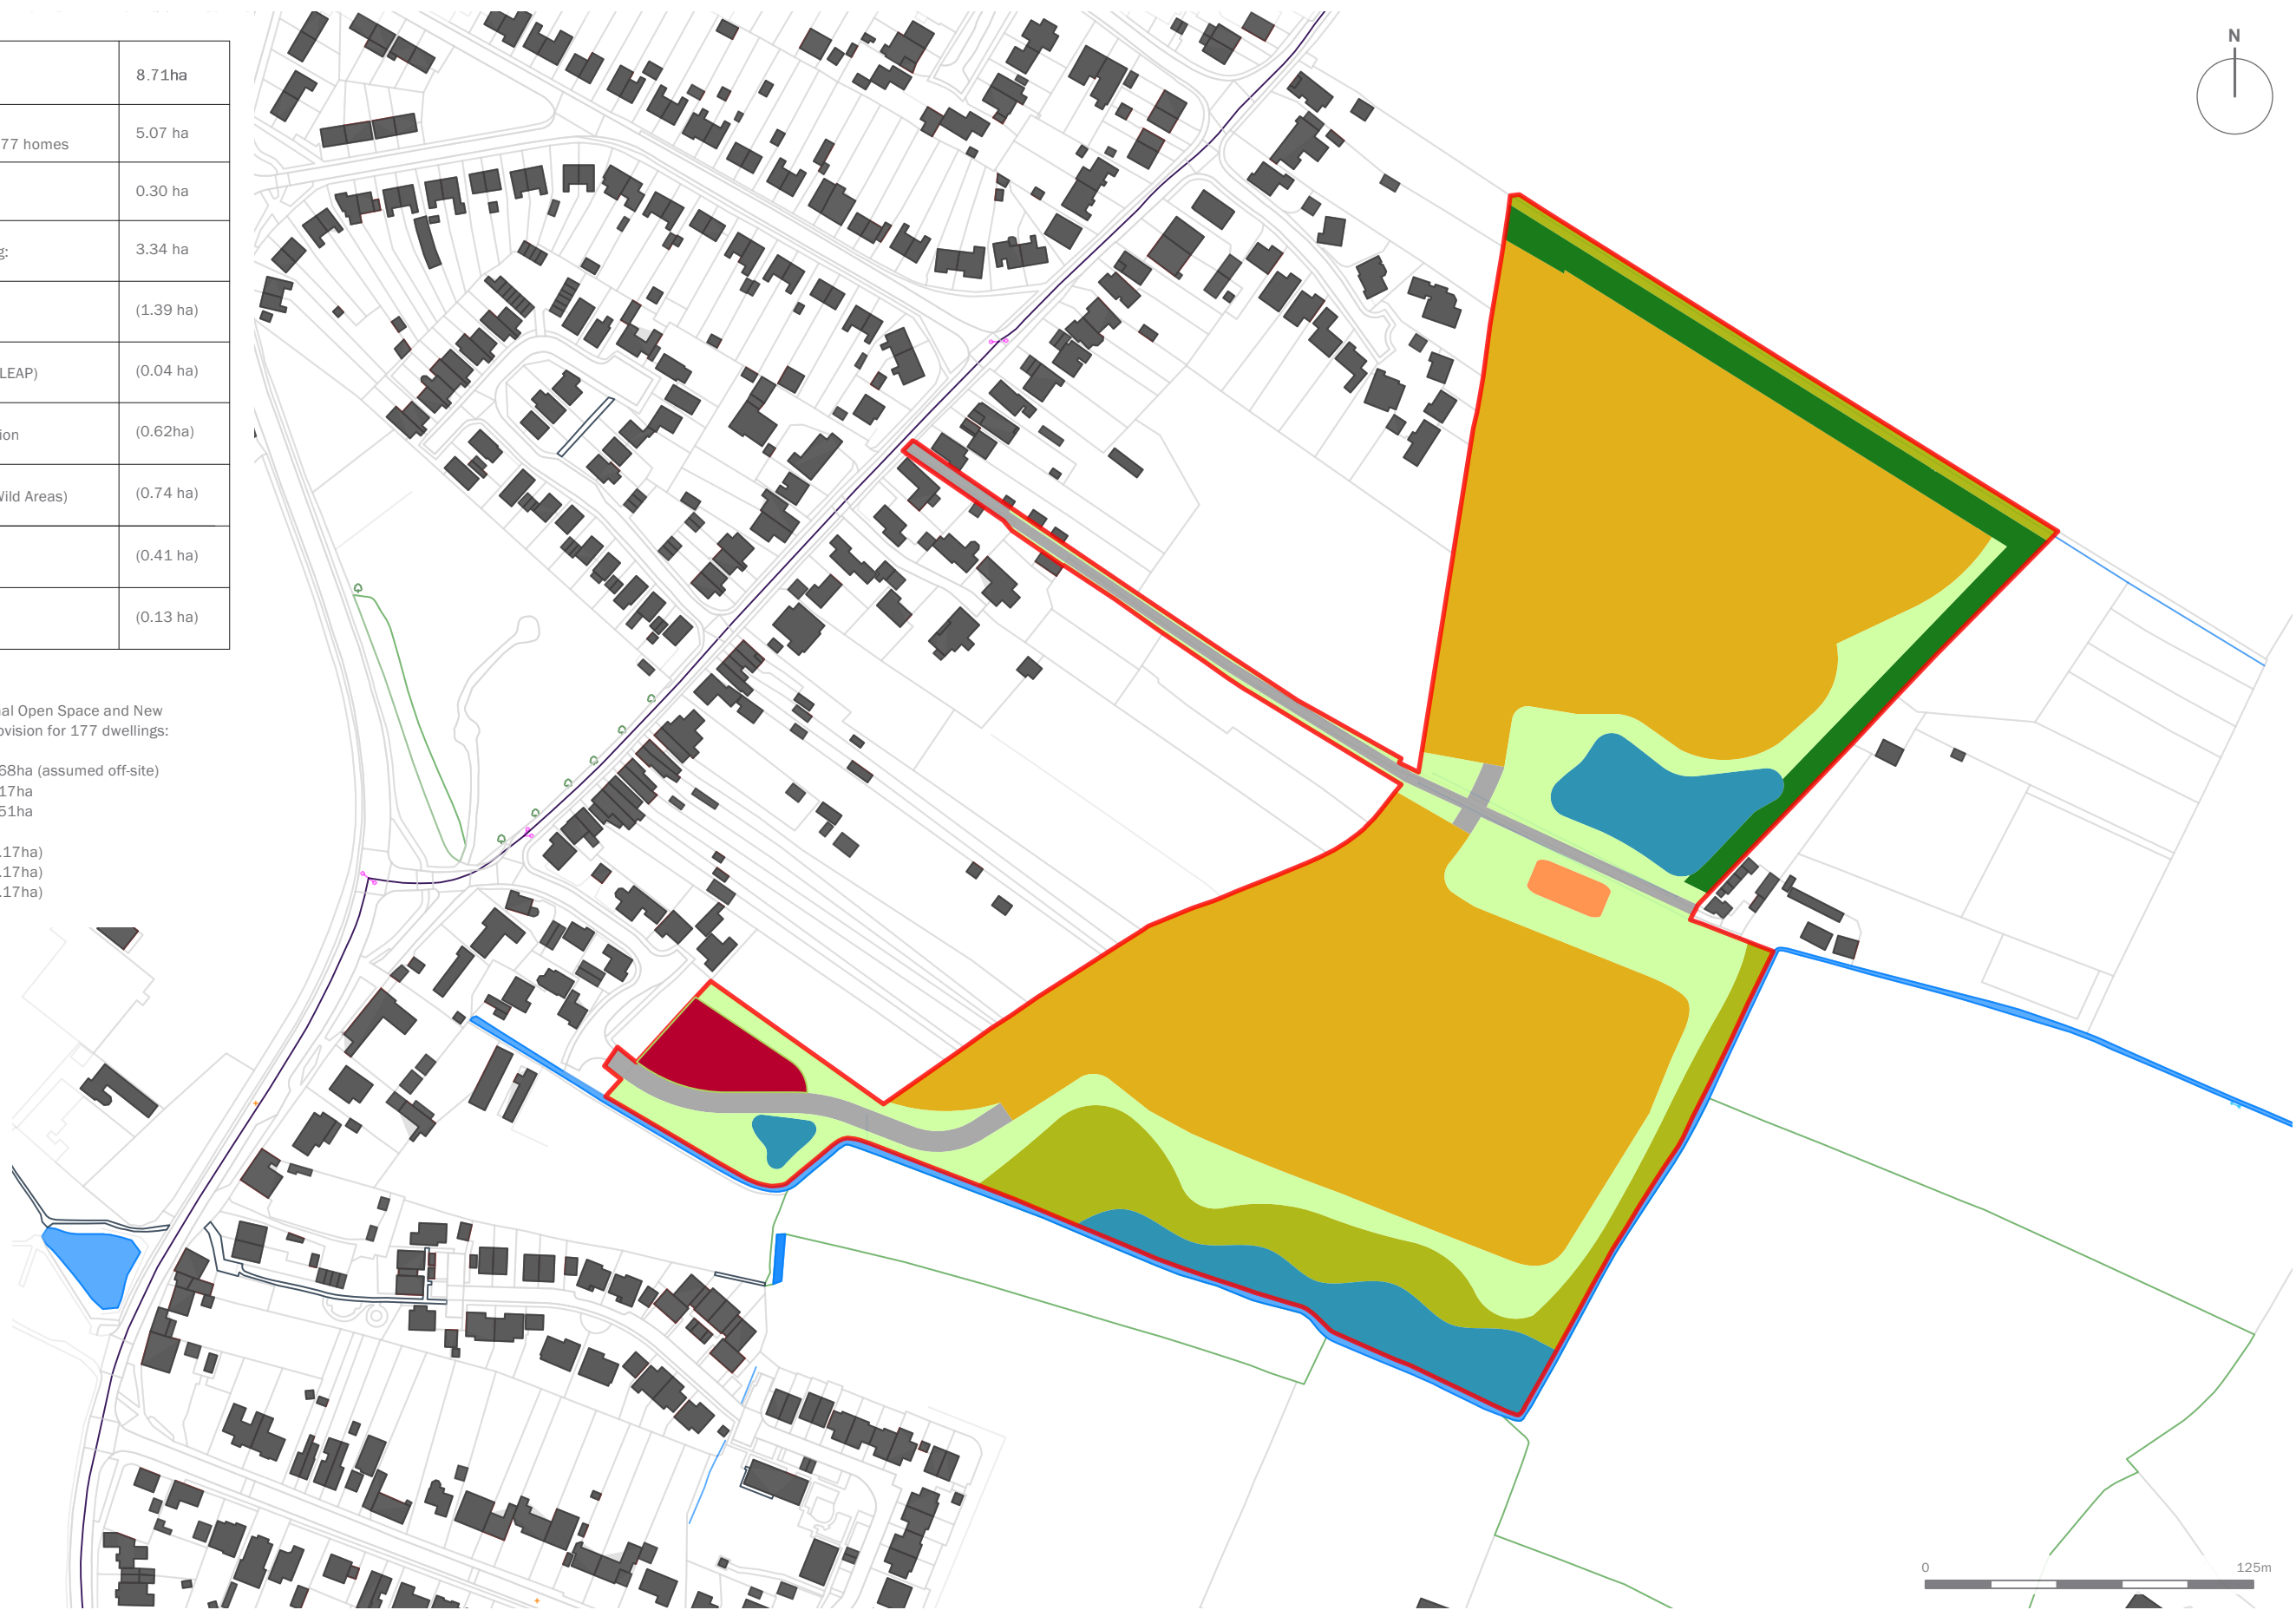 8.71ha
5.07 ha
77 homes
0.30 ha
g:
3.34 ha
(1.39 ha)
LEAP)
(0.04 ha)
ion
(0.62ha)
Wild Areas)
(0.74 ha)
(0.41 ha)
(0.13 ha)
nal Open Space and New
ovision for 177 dwellings:
68ha (assumed off-site)
17ha
51ha
.17ha)
.17ha)
.17ha)
N
0 125m